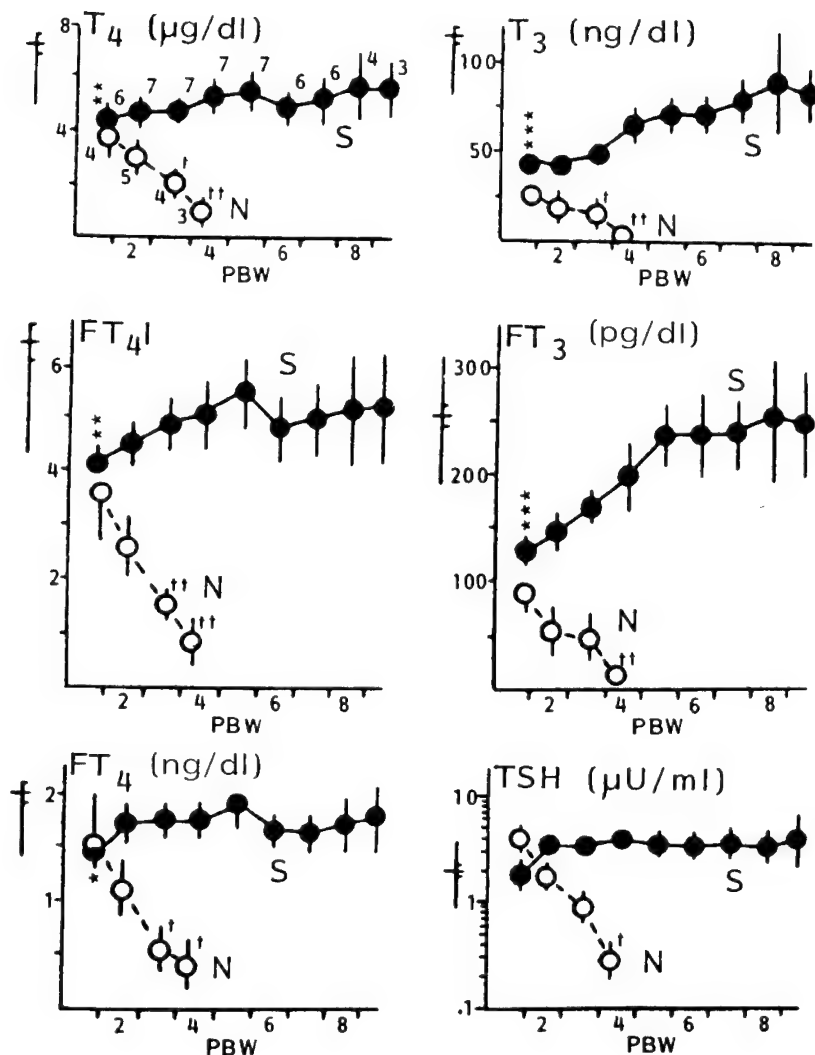 T4 (µg/dl)
8
4
** 6 7 7 7 7 6 6 4 3
4 5 4 3
† †† N
S
2 4 6 8
PBW
T3 (ng/dl)
100
50
***
S
† †† N
2 4 6 8
PBW
FT4I
6
4
2
**
S
†† N
††
2 4 6 8
PBW
FT3 (pg/dl)
300
200
100
***
S
N
††
2 4 6 8
PBW
FT4 (ng/dl)
2
1
*
S
† † N
2 4 6 8
PBW
TSH (µU/ml)
10
1
.1
S
† N
2 4 6 8
PBW